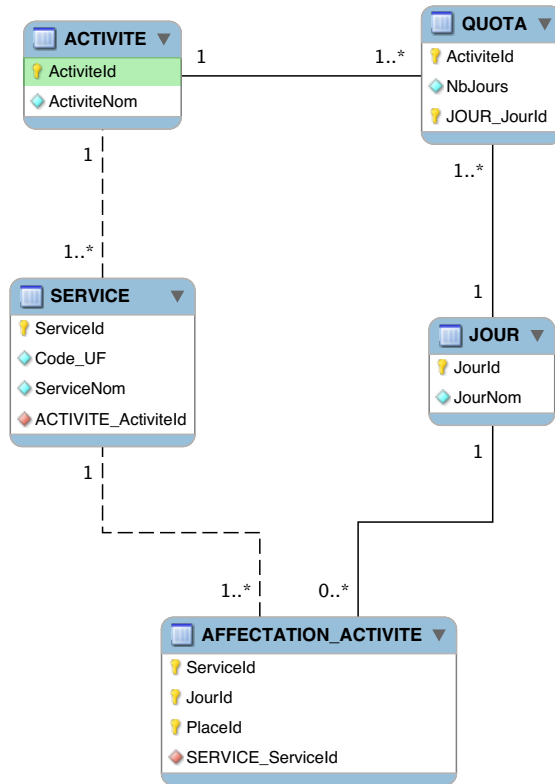 ACTIVITE
ActiviteId
ActiviteNom
1
1..*
QUOTA
ActiviteId
NbJours
JOUR_JourId
1
1..*
1..*
1
SERVICE
ServiceId
Code_UF
ServiceNom
ACTIVITE_ActiviteId
JOUR
JourId
JourNom
1
1
1..*
0..*
AFFECTATION_ACTIVITE
ServiceId
JourId
PlaceId
SERVICE_ServiceId